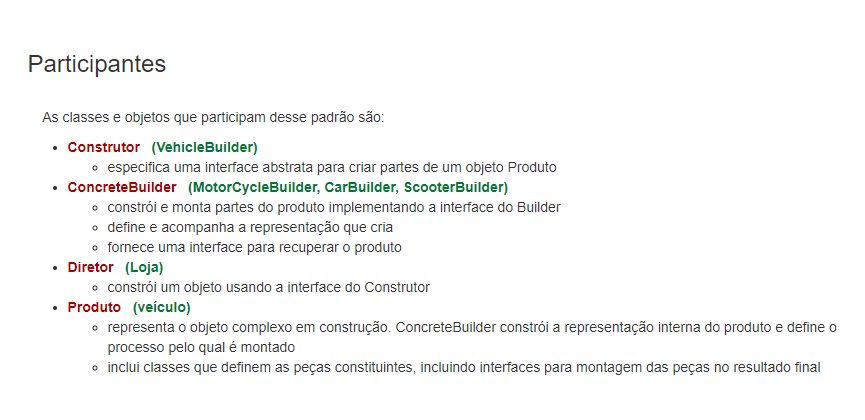 Participantes
As classes e objetos que participam desse padrão são:
Construtor (VehicleBuilder)
especifica uma interface abstrata para criar partes de um objeto Produto
ConcreteBuilder (MotorCycleBuilder, CarBuilder, ScooterBuilder)
constrói e monta partes do produto implementando a interface do Builder
define e acompanha a representação que cria
fornece uma interface para recuperar o produto
Diretor (Loja)
constrói um objeto usando a interface do Construtor
Produto (veículo)
representa o objeto complexo em construção. ConcreteBuilder constrói a representação interna do produto e define o
processo pelo qual é montado
inclui classes que definem as peças constituintes, incluindo interfaces para montagem das peças no resultado final